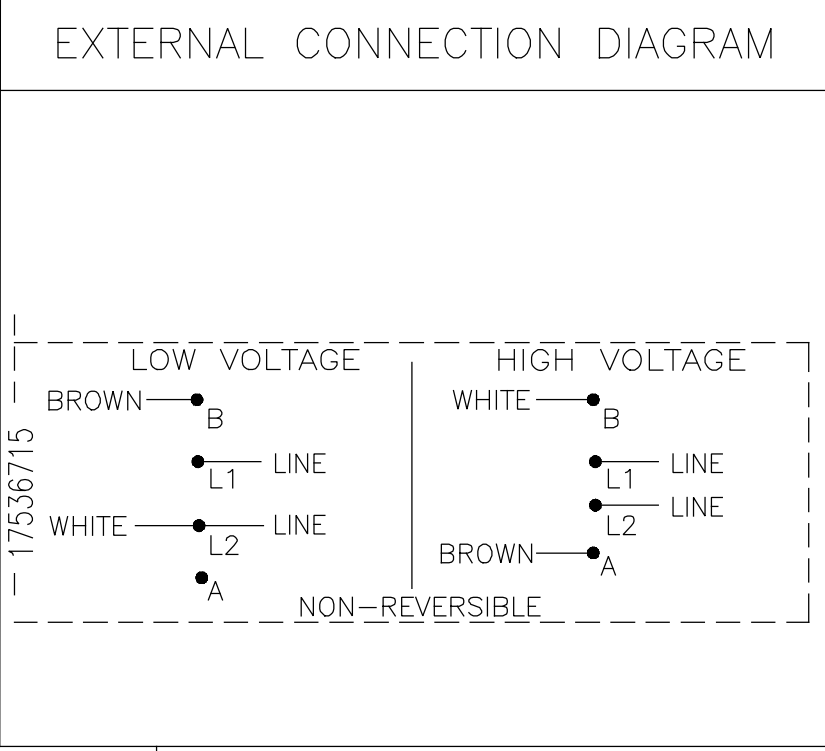 EXTERNAL CONNECTION DIAGRAM
LOW VOLTAGE
BROWN
B
L1
LINE
WHITE
LINE
L2
A
HIGH VOLTAGE
WHITE
B
L1
LINE
L2
LINE
BROWN
A
NON-REVERSIBLE
17536715